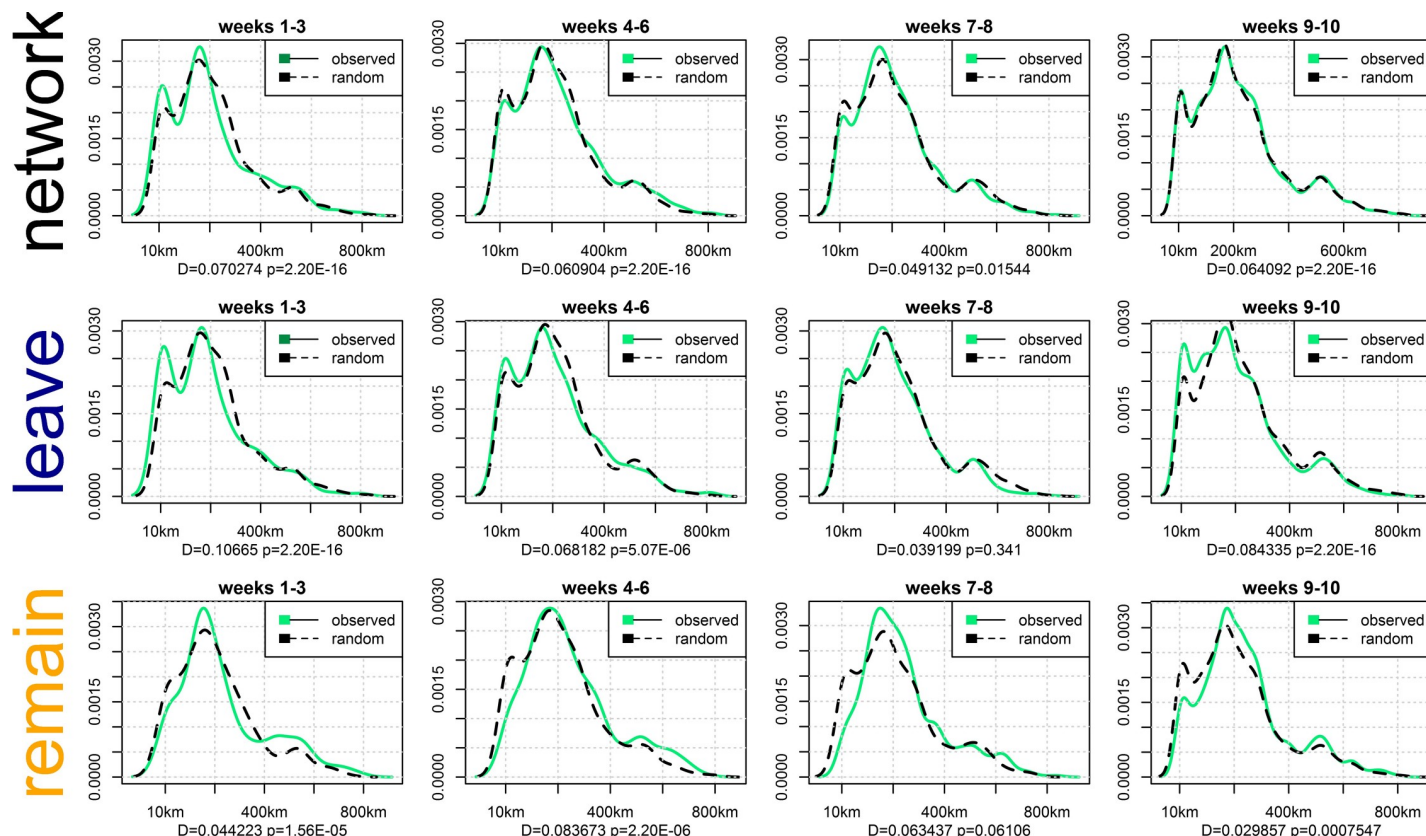 network
weeks 1-3
0.0000 0.0015 0.0030
observed
random
10km 400km 800km
D=0.070274 p=2.20E-16
weeks 4-6
0.0000 0.0015 0.0030
observed
random
10km 400km 800km
D=0.060904 p=2.20E-16
weeks 7-8
0.0000 0.0015 0.0030
observed
random
10km 400km 800km
D=0.049132 p=0.01544
weeks 9-10
0.0000 0.0015 0.0030
observed
random
10km 200km 600km
D=0.064092 p=2.20E-16
leave
weeks 1-3
0.0000 0.0015 0.0030
observed
random
10km 400km 800km
D=0.10665 p=2.20E-16
weeks 4-6
0.0000 0.0015 0.0030
observed
random
10km 400km 800km
D=0.068182 p=5.07E-06
weeks 7-8
0.0000 0.0015 0.0030
observed
random
10km 400km 800km
D=0.039199 p=0.341
weeks 9-10
0.0000 0.0015 0.0030
observed
random
10km 400km 800km
D=0.084335 p=2.20E-16
remain
weeks 1-3
0.0000 0.0015 0.0030
observed
random
10km 400km 800km
D=0.044223 p=1.56E-05
weeks 4-6
0.0000 0.0015 0.0030
observed
random
10km 400km 800km
D=0.083673 p=2.20E-06
weeks 7-8
0.0000 0.0015 0.0030
observed
random
10km 400km 800km
D=0.063437 p=0.06106
weeks 9-10
0.0000 0.0015 0.0030
observed
random
10km 400km 800km
D=0.029857 p=0.0007547